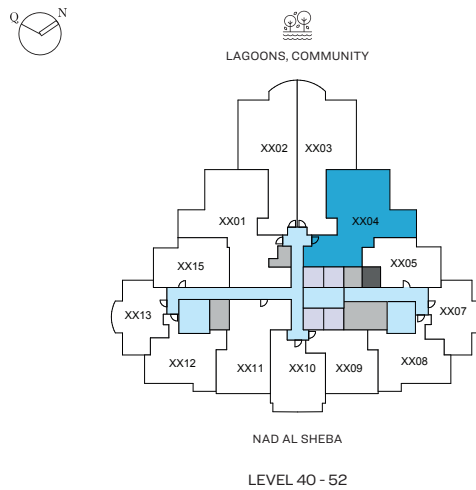 Q N
LAGOONS, COMMUNITY
XX02 XX03
XX01 XX04
XX15 XX05
XX13 XX07
XX12 XX11 XX10 XX09 XX08
NAD AL SHEBA
LEVEL 40 - 52